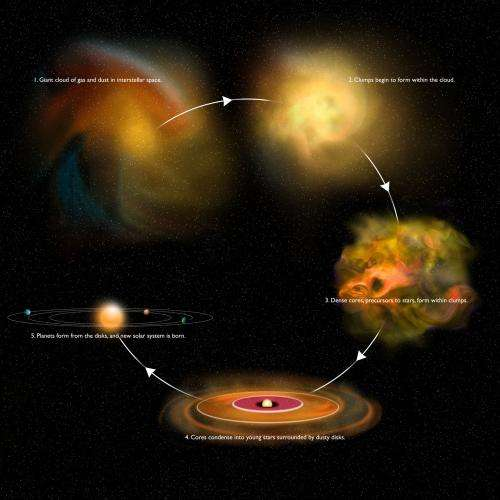 1. Giant cloud of gas and dust in interstellar space.
2. Clumps begin to form within the cloud.
3. Dense cores, precursors to stars, form within clumps.
4. Cores condense into young stars surrounded by dusty disks.
5. Planets form from the disks, and new solar system is born.